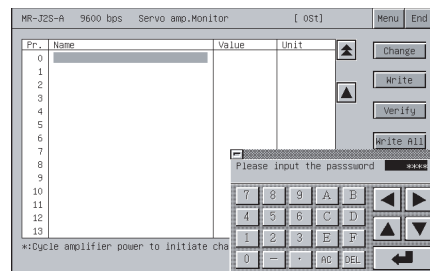 MR-J2S-A 9600 bps Servo amp.Monitor [ 0St] Menu End
Pr. Name Value Unit
0
1
2
3
4
5
6
7
8
9
10
11
12
13
Change
Write
Verify
Write All
*:Cycle amplifier power to initiate cha
Please input the passsword ****
7 8 9 A B
4 5 6 C D
1 2 3 E F
0 - · AC DEL